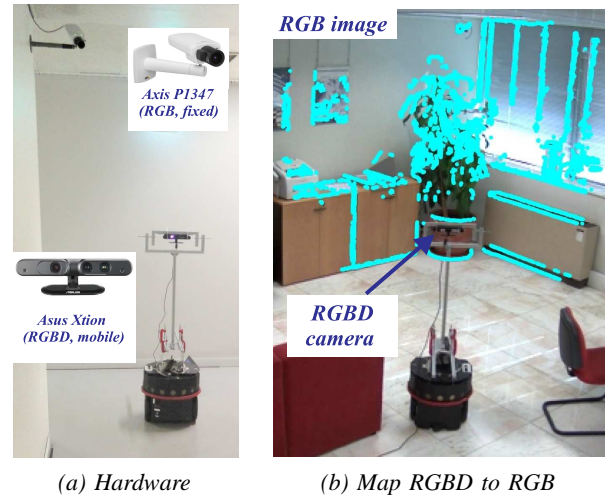 Axis P1347
(RGB, fixed)
Asus Xtion
(RGBD, mobile)
(a) Hardware
RGB image
RGBD
camera
(b) Map RGBD to RGB